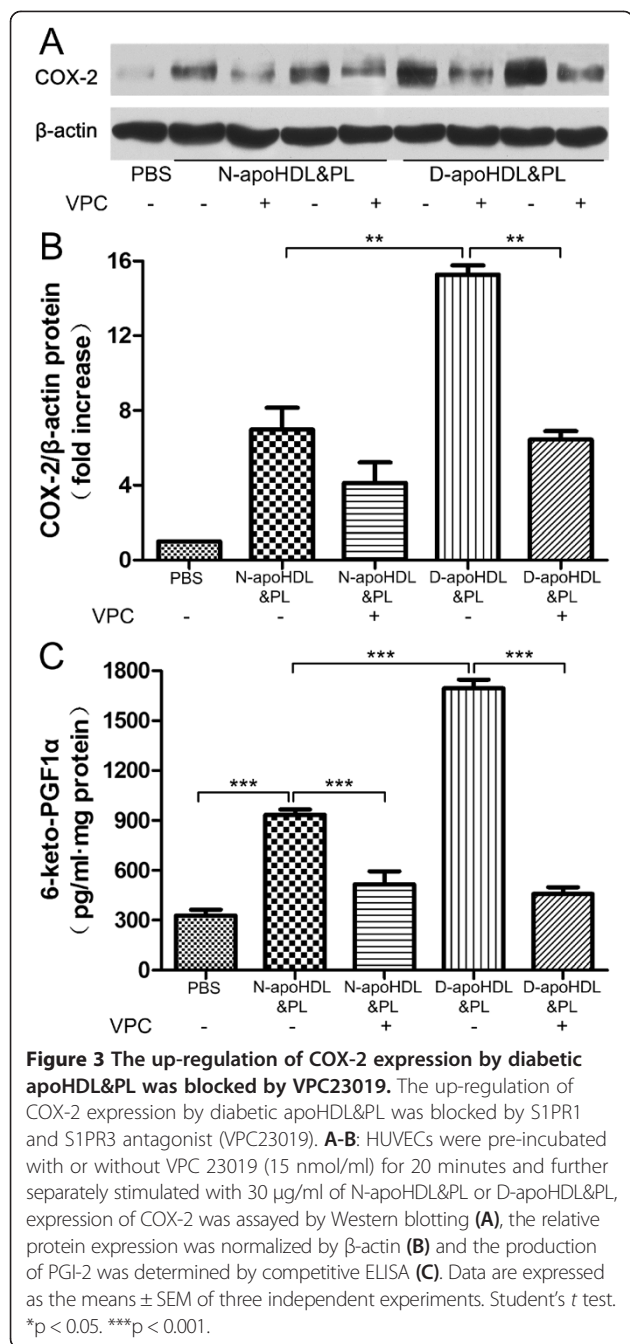 A
COX-2
β-actin
PBS N-apoHDL&PL D-apoHDL&PL
VPC - - + - + - + - +
B
** **
COX-2/β-actin protein
( fold increase )
16
12
8
4
0
PBS N-apoHDL &PL N-apoHDL &PL D-apoHDL &PL D-apoHDL &PL
VPC - - + - +
C
*** ***
*** ***
6-keto-PGF1α
( pg/ml·mg protein )
1800
1500
1200
900
600
300
0
PBS N-apoHDL &PL N-apoHDL &PL D-apoHDL &PL D-apoHDL &PL
VPC - - + - +
Figure 3 The up-regulation of COX-2 expression by diabetic
apoHDL&PL was blocked by VPC23019. The up-regulation of
COX-2 expression by diabetic apoHDL&PL was blocked by S1PR1
and S1PR3 antagonist (VPC23019). A-B: HUVECs were pre-incubated
with or without VPC 23019 (15 nmol/ml) for 20 minutes and further
separately stimulated with 30 μg/ml of N-apoHDL&PL or D-apoHDL&PL,
expression of COX-2 was assayed by Western blotting (A), the relative
protein expression was normalized by β-actin (B) and the production
of PGI-2 was determined by competitive ELISA (C). Data are expressed
as the means ± SEM of three independent experiments. Student's t test.
*p < 0.05. ***p < 0.001.